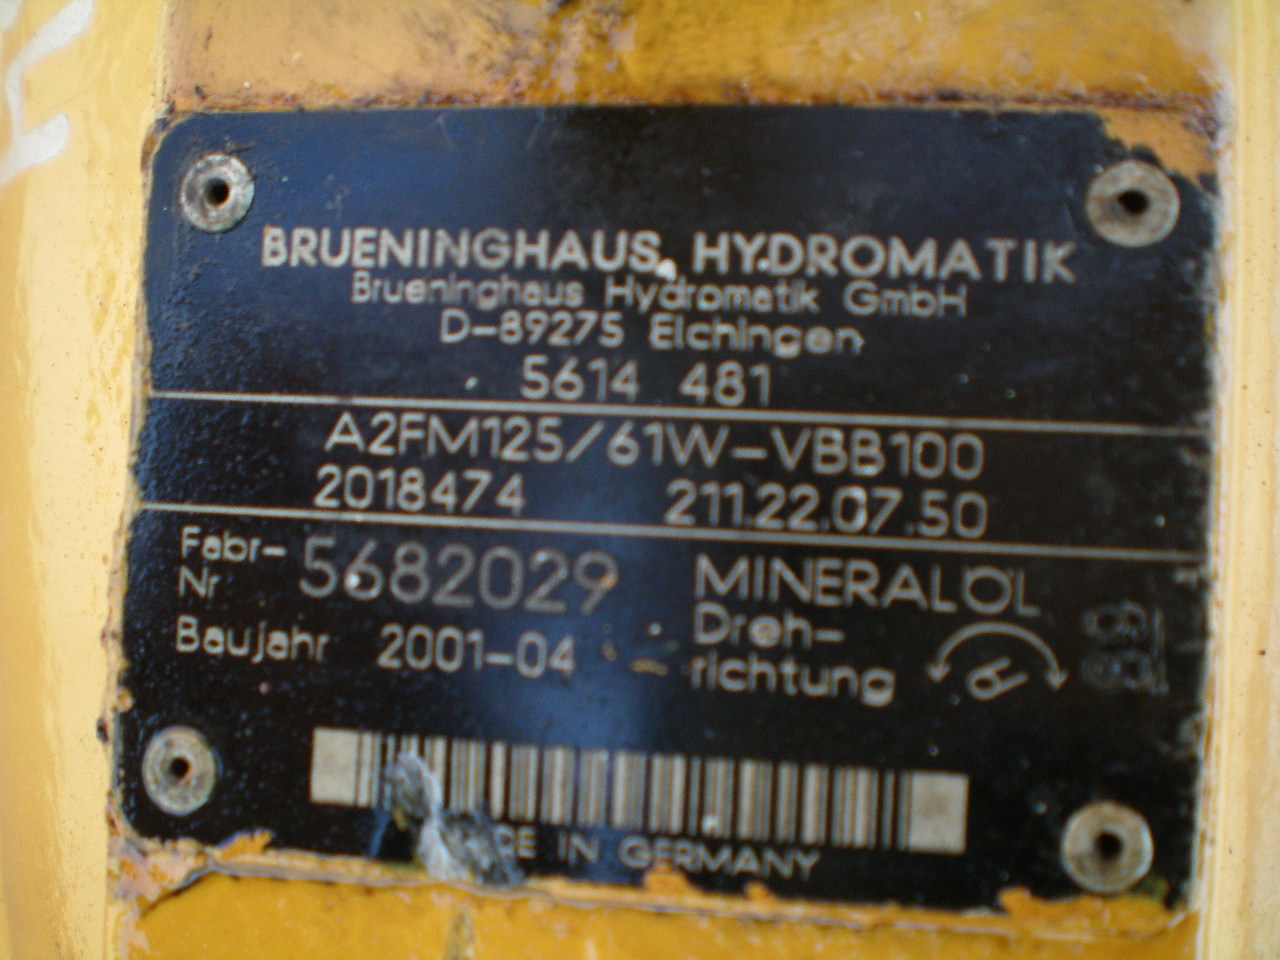 BRUENINGHAUS HYDROMATIK
Brueninghaus Hydromatik GmbH
D-89275 Elchingen
5614 481
A2FM125/61W-VBB100
2018474 211.22.07.50
Fabr-
Nr 5682029 MINERALÖL
Baujahr 2001-04 Dreh-
richtung
IN GERMANY